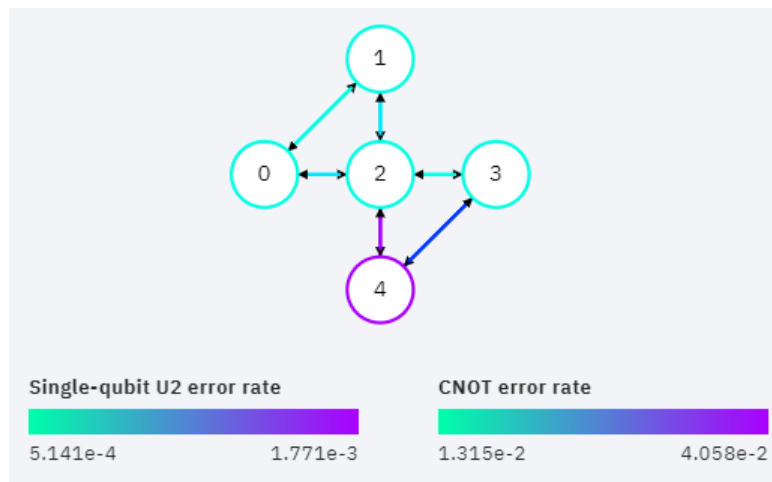 1
0 2 3
4
Single-qubit U2 error rate CNOT error rate
5.141e-4 1.771e-3 1.315e-2 4.058e-2